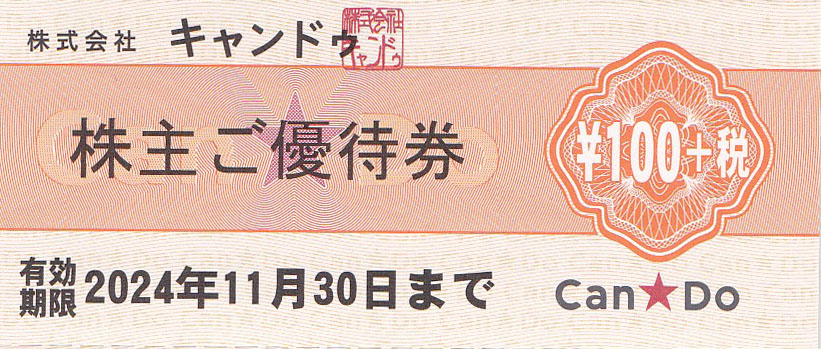 株式会社 キャンドゥ
株式会社
キャンドゥ
株主ご優待券
¥100+税
有効期限 2024年11月30日まで
Can★Do